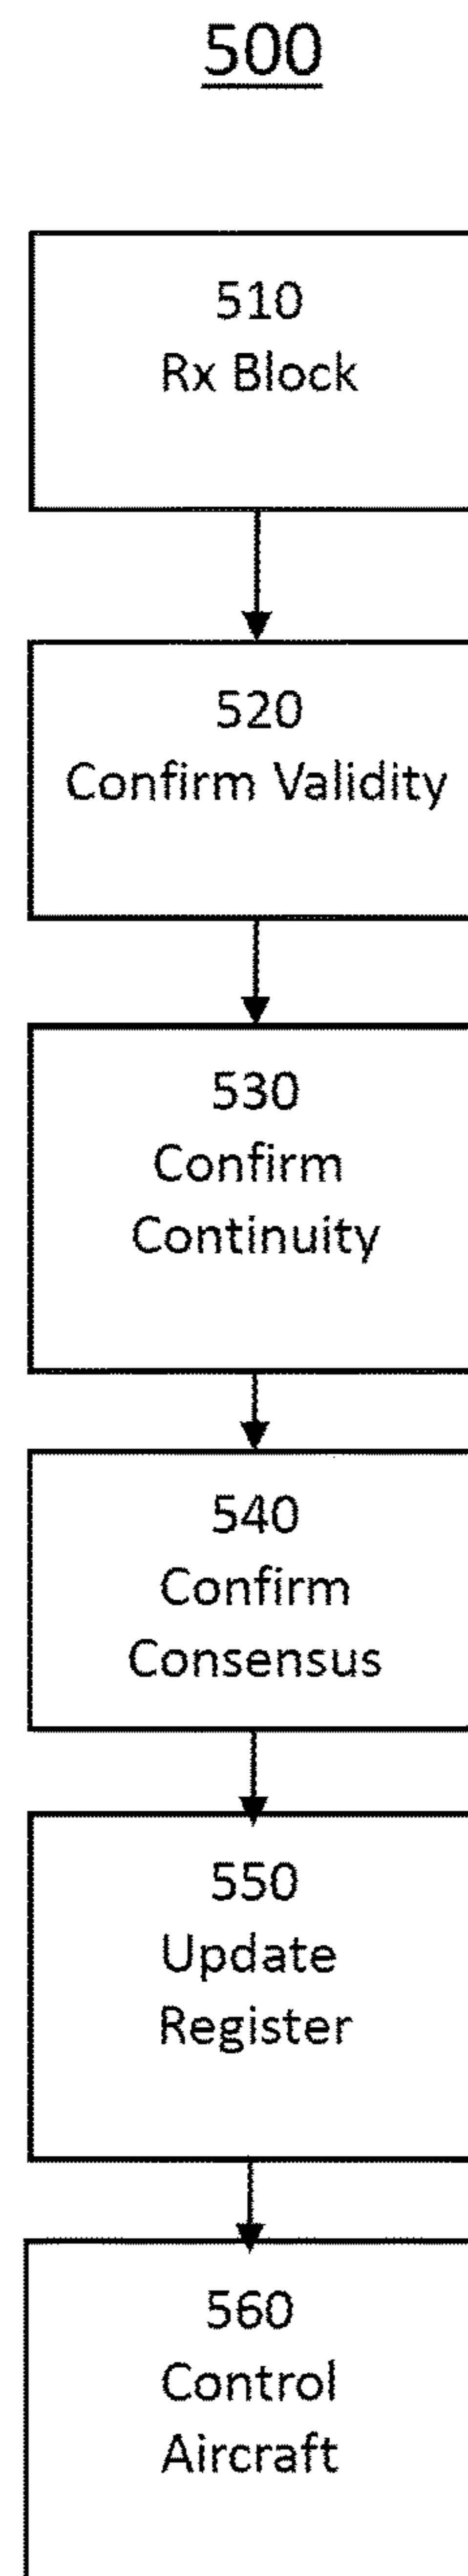 500
510
Rx Block
520
Confirm Validity
530
Confirm
Continuity
540
Confirm
Consensus
550
Update
Register
560
Control
Aircraft